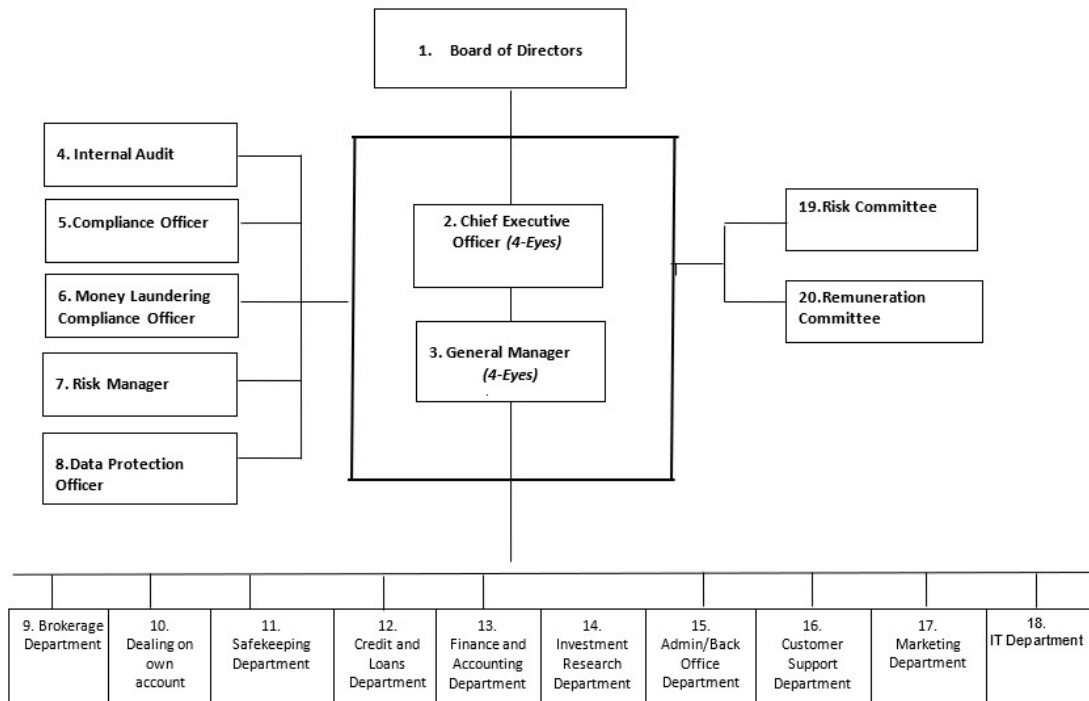 1. Board of Directors
4. Internal Audit
5.Compliance Officer
6. Money Laundering
Compliance Officer
7. Risk Manager
8.Data Protection
Officer
2. Chief Executive
Officer (4-Eyes)
3. General Manager
(4-Eyes)
19.Risk Committee
20.Remuneration
Committee
9. Brokerage
Department
10.
Dealing on
own
account
11.
Safekeeping
Department
12.
Credit and
Loans
Department
13.
Finance and
Accounting
Department
14.
Investment
Research
Department
15.
Admin/Back
Office
Department
16.
Customer
Support
Department
17.
Marketing
Department
18.
IT Department